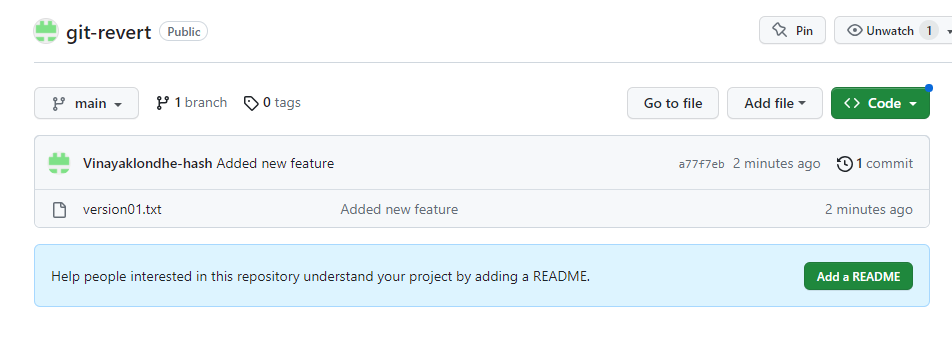 git-revert Public Pin Unwatch 1
main 1 branch 0 tags Go to file Add file <> Code
Vinayaklondhe-hash Added new feature a77f7eb 2 minutes ago 1 commit
version01.txt Added new feature 2 minutes ago
Help people interested in this repository understand your project by adding a README. Add a README